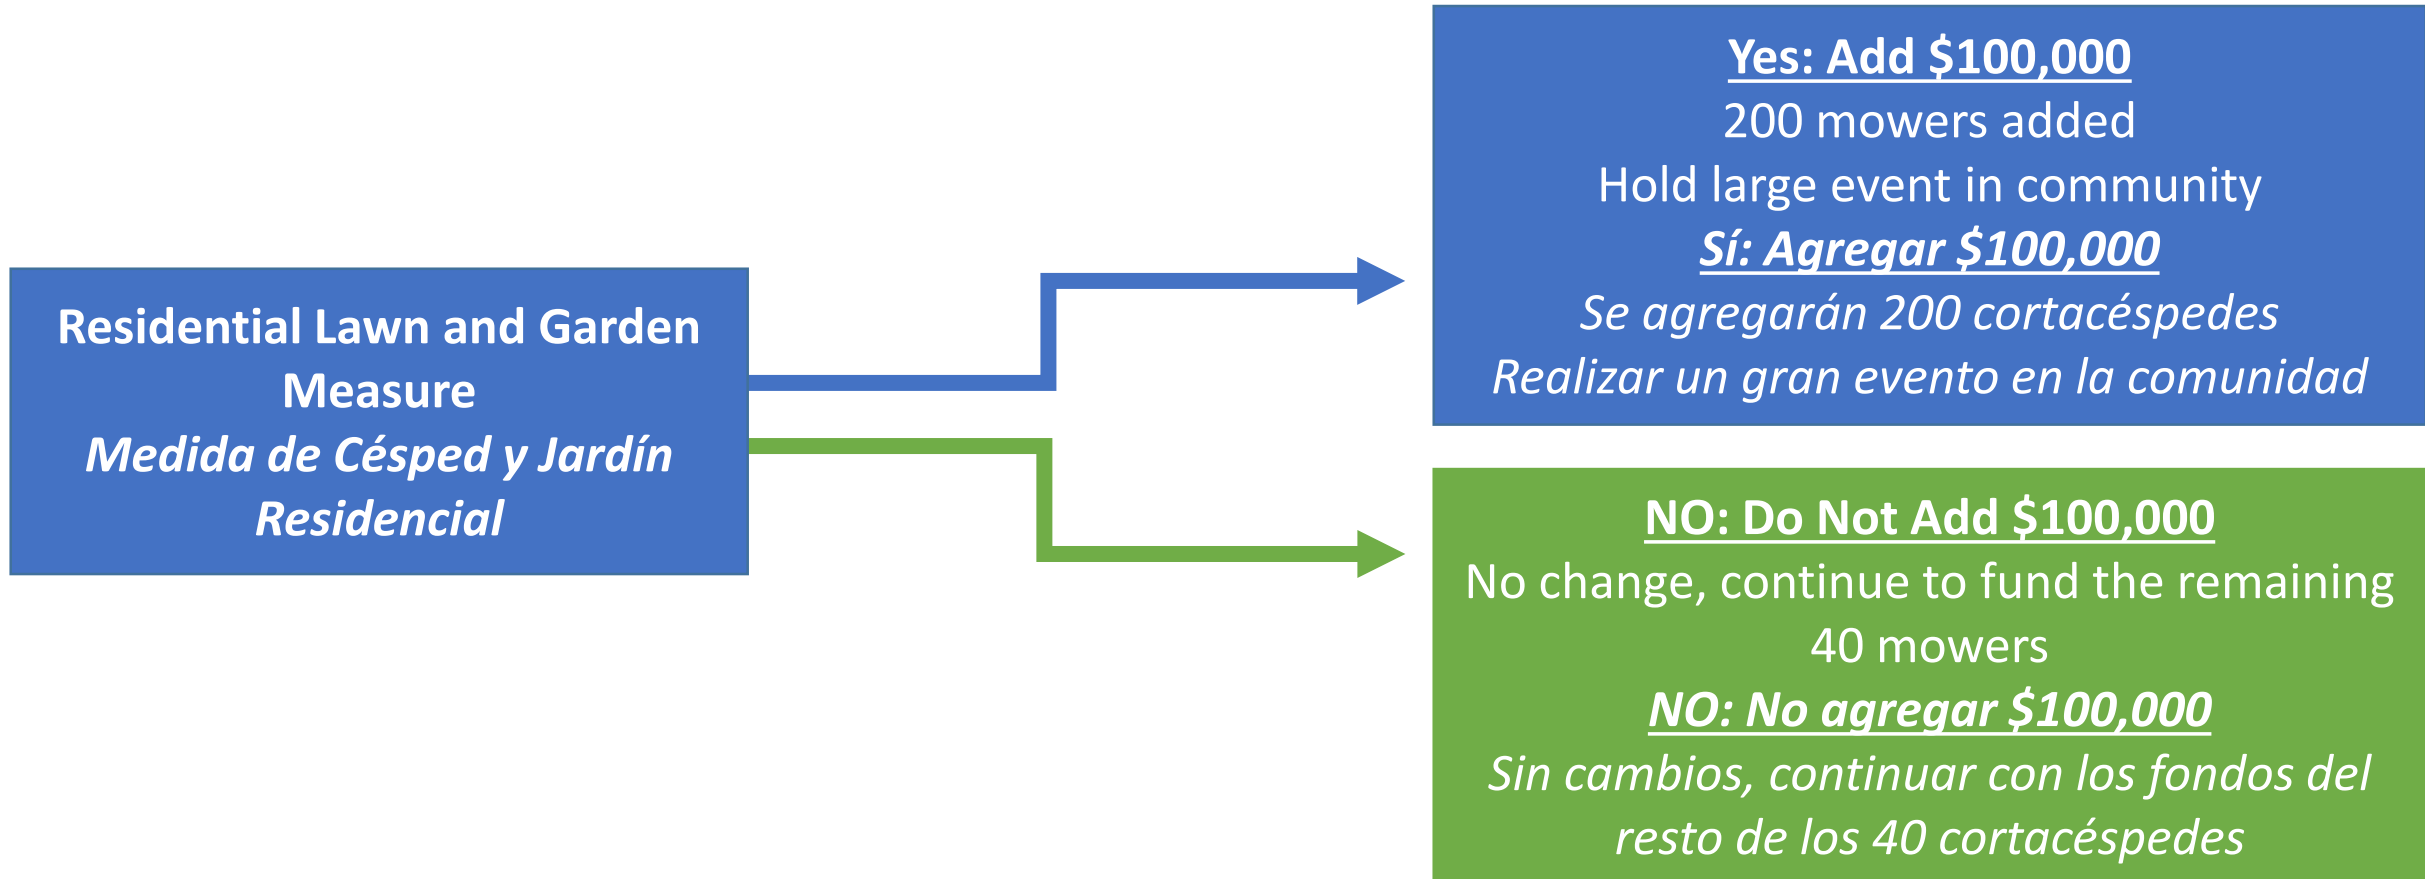 Residential Lawn and Garden
Measure
Medida de Césped y Jardín
Residencial
Yes: Add $100,000
200 mowers added
Hold large event in community
Sí: Agregar $100,000
Se agregarán 200 cortacéspedes
Realizar un gran evento en la comunidad
NO: Do Not Add $100,000
No change, continue to fund the remaining
40 mowers
NO: No agregar $100,000
Sin cambios, continuar con los fondos del
resto de los 40 cortacéspedes